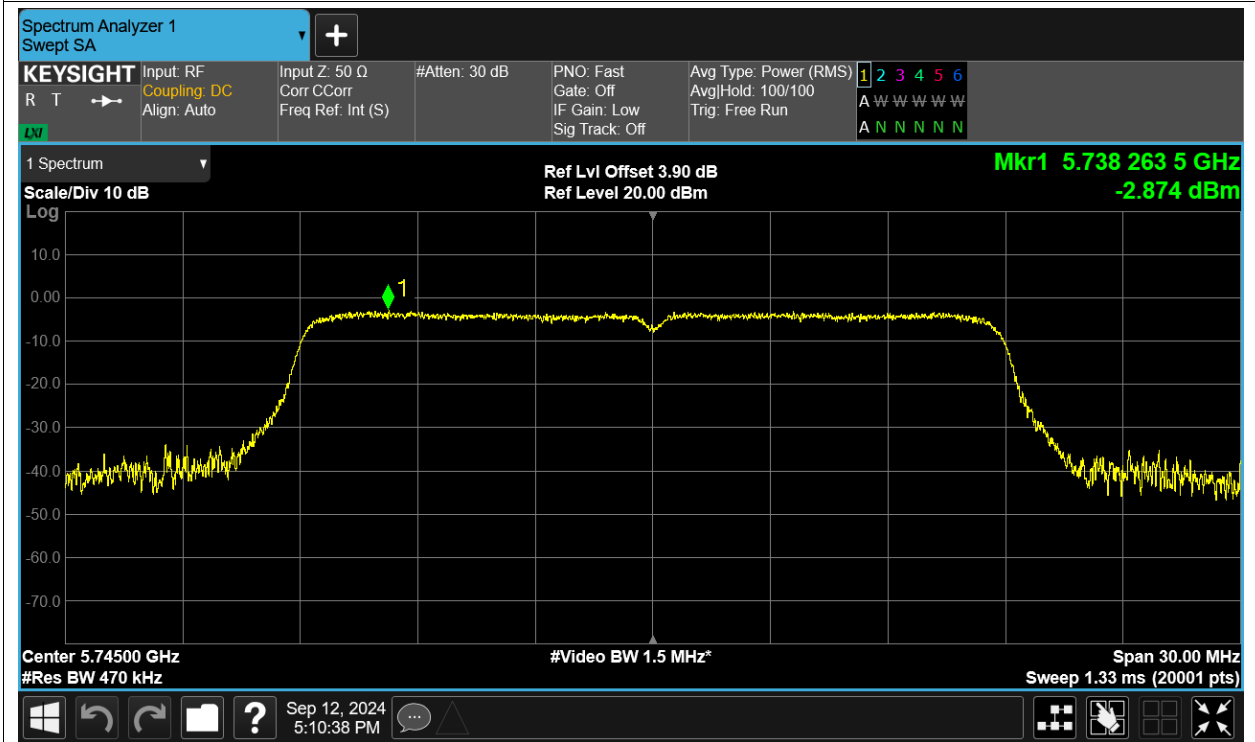 Spectrum Analyzer 1
Swept SA
KEYSIGHT
R T
LXI
Input: RF
Coupling: DC
Align: Auto
Input Z: 50 Ω
Corr CCorr
Freq Ref: Int (S)
#Atten: 30 dB
PNO: Fast
Gate: Off
IF Gain: Low
Sig Track: Off
Avg Type: Power (RMS)
Avg|Hold: 100/100
Trig: Free Run
1 2 3 4 5 6
A W W W W W
A N N N N N
1 Spectrum
Scale/Div 10 dB
Log
Ref Lvl Offset 3.90 dB
Ref Level 20.00 dBm
Mkr1 5.738 263 5 GHz
-2.874 dBm
1
10.0
0.00
-10.0
-20.0
-30.0
-40.0
-50.0
-60.0
-70.0
Center 5.74500 GHz
#Res BW 470 kHz
#Video BW 1.5 MHz*
Span 30.00 MHz
Sweep 1.33 ms (20001 pts)
?
Sep 12, 2024
5:10:38 PM